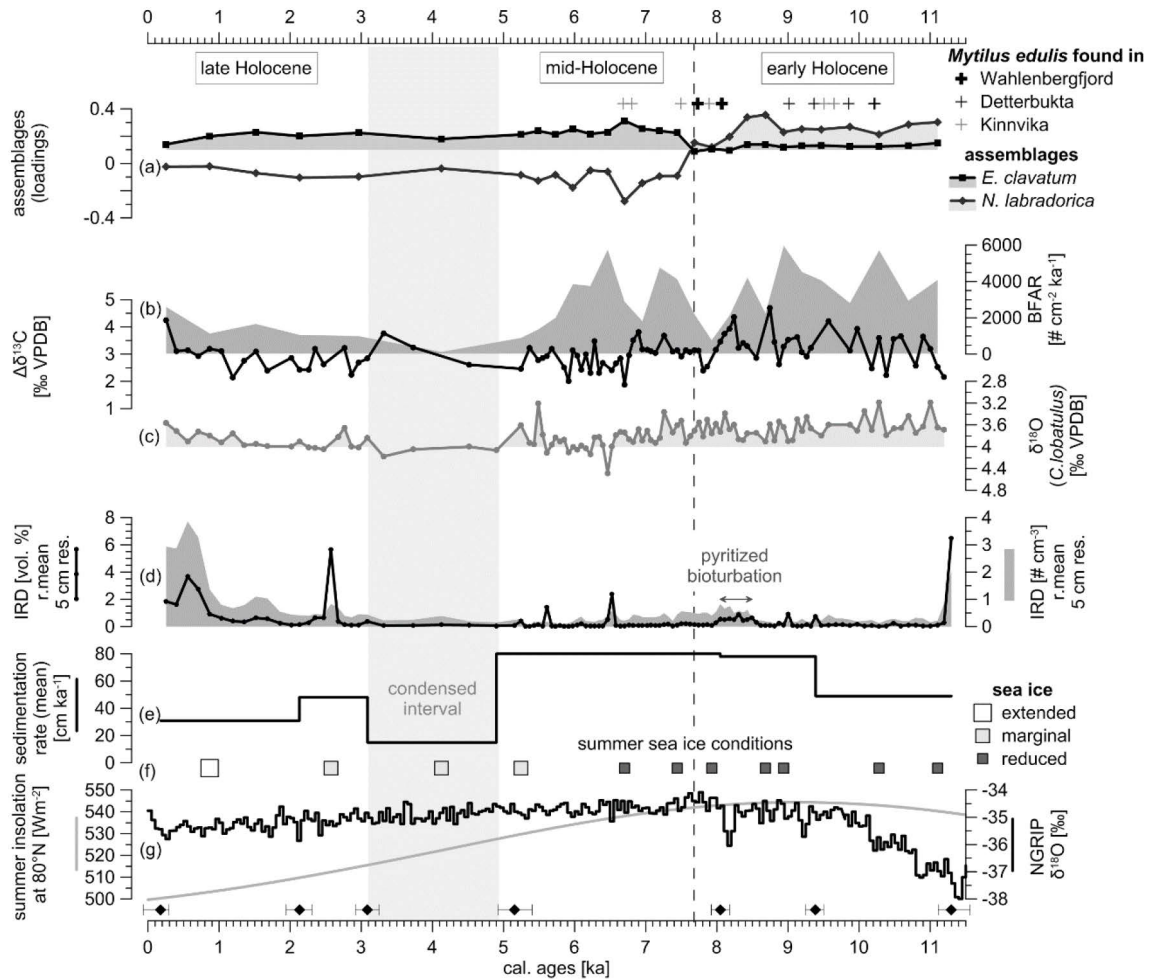 0 1 2 3 4 5 6 7 8 9 10 11
late Holocene
mid-Holocene
early Holocene
Mytilus edulis found in
Wahlenbergfjord
Detterbukta
Kinnvika
assemblages
E. clavatum
N. labradorica
assemblages
(loadings)
0.4
0
-0.4
(a)
Δδ13C
[‰ VPDB]
5
4
3
2
1
(b)
6000
4000
2000
0
BFAR
[# cm-2 ka-1]
(c)
2.8
3.2
3.6
4.0
4.4
4.8
δ18O
(C.loatulus)
[‰ VPDB]
IRD [vol. %]
r.mean
5 cm res.
8
6
4
2
0
(d)
pyritized
bioturbation
4
3
2
1
0
IRD [# cm-3]
r.mean
5 cm res.
sedimentation
rate (mean)
[cm ka-1]
80
60
40
20
0
(e)
condensed
interval
sea ice
extended
marginal
reduced
summer sea ice conditions
(f)
summer insolation
at 80°N [Wm-2]
550
540
530
520
510
500
(g)
-34
-35
-36
-37
-38
NGRIP
δ18O [‰]
0 1 2 3 4 5 6 7 8 9 10 11
cal. ages [ka]